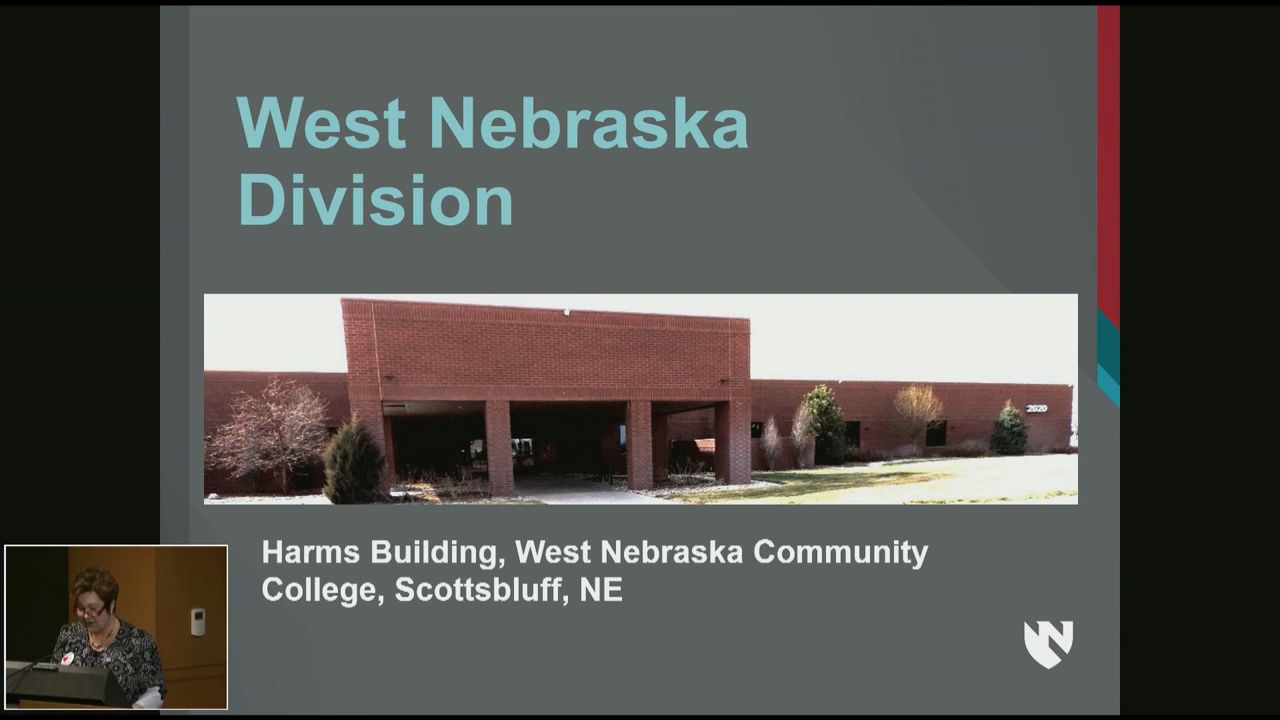 West Nebraska
Division
2620
Harms Building, West Nebraska Community
College, Scottsbluff, NE
N